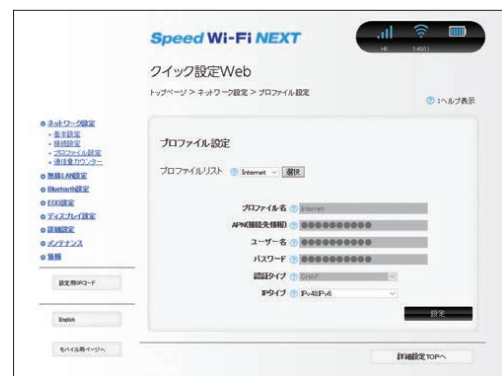 Speed Wi-Fi NEXT
クイック設定Web
トップページ > ネットワーク設定 > プロファイル設定
?:ヘルプ表示
ネットワーク設定
・基本設定
・接続設定
・プロファイル設定
・通信量カウンター
無線LAN設定
Bluetooth設定
ECO設定
ディスプレイ設定
詳細設定
メンテナンス
情報
設定用QRコード
English
モバイル用ページへ
プロファイル設定
プロファイルリスト ? Internet 選択
プロファイル名 ? Internet
APN(接続先情報) ? ●●●●●●●●●●
ユーザー名 ? ●●●●●●●●●●
パスワード ? ●●●●●●●●●●
認証タイプ ? CHAP
IPタイプ ? IPv4&IPv6
設定
詳細設定TOPへ